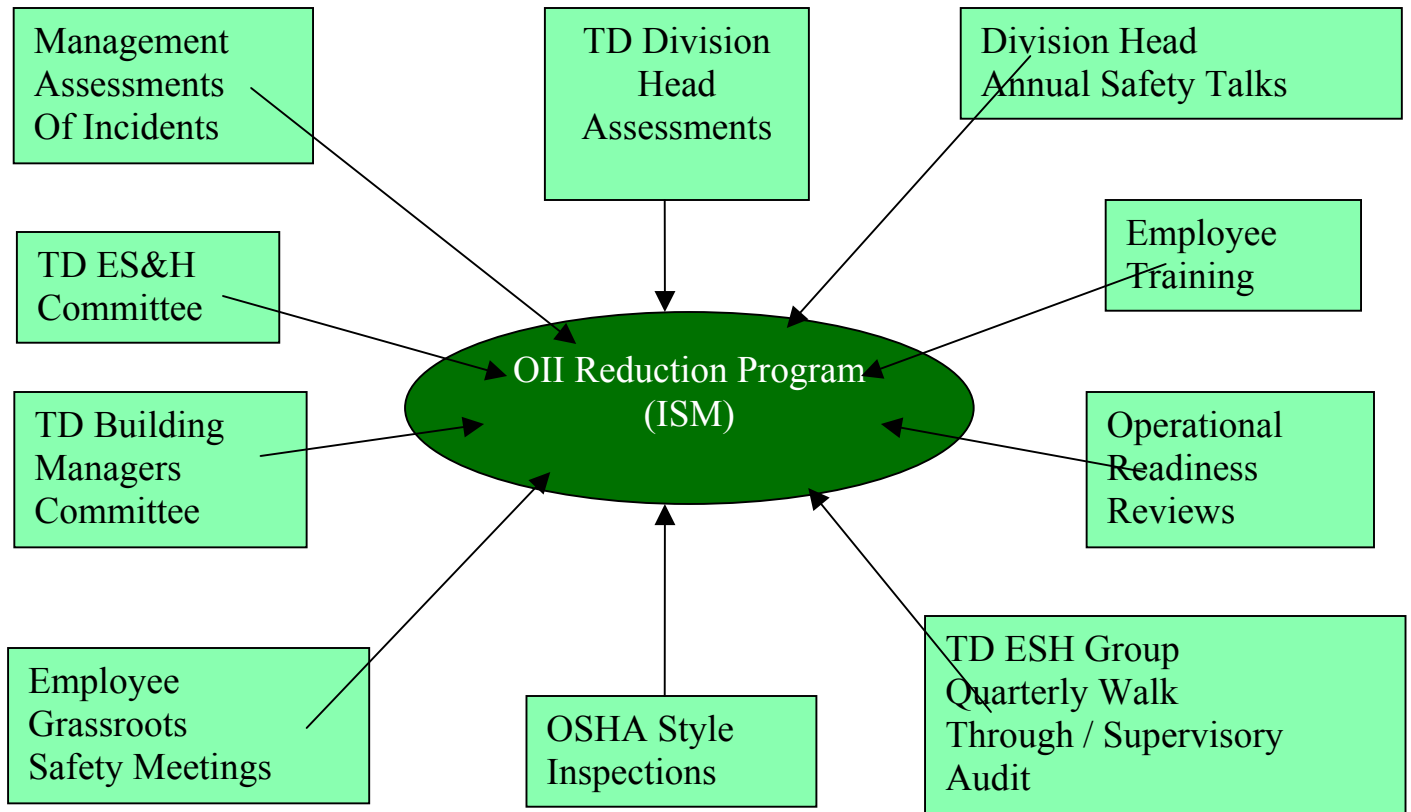 Management
Assessments
Of Incidents
TD Division
Head
Assessments
Division Head
Annual Safety Talks
TD ES&H
Committee
Employee
Training
OII Reduction Program
(ISM)
TD Building
Managers
Committee
Operational
Readiness
Reviews
Employee
Grassroots
Safety Meetings
OSHA Style
Inspections
TD ESH Group
Quarterly Walk
Through / Supervisory
Audit